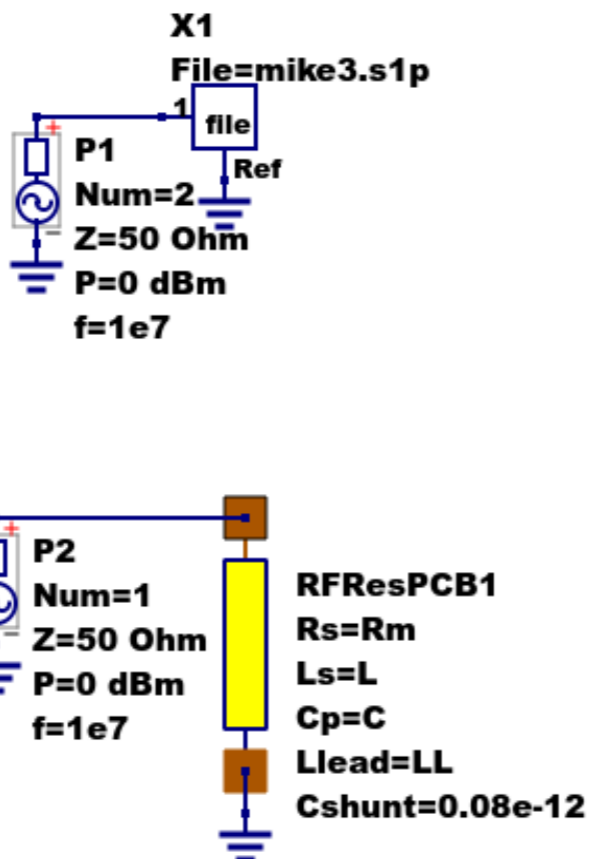 X1
File=mike3.s1p
1
file
+
P1
Ref
Num=2
Z=50 Ohm
P=0 dBm
f=1e7
+
P2
Num=1
Z=50 Ohm
P=0 dBm
f=1e7
RFResPCB1
Rs=Rm
Ls=L
Cp=C
Llead=LL
Cshunt=0.08e-12